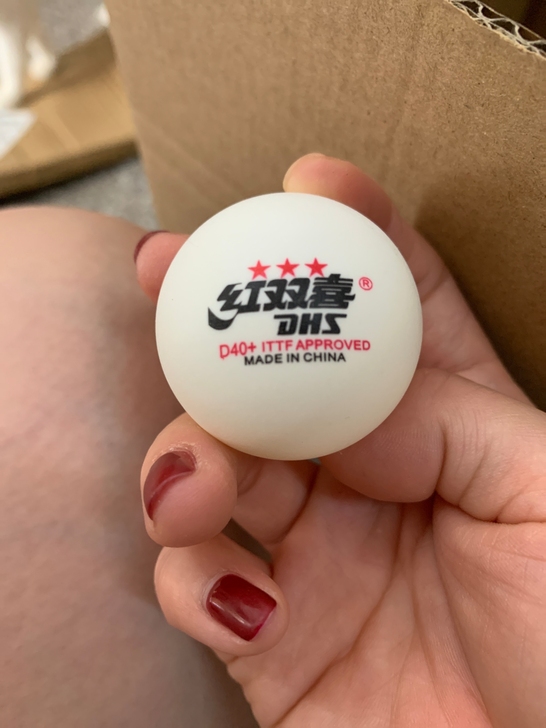 ★★★
红双喜®
DHS
D40+ ITTF APPROVED
MADE IN CHINA